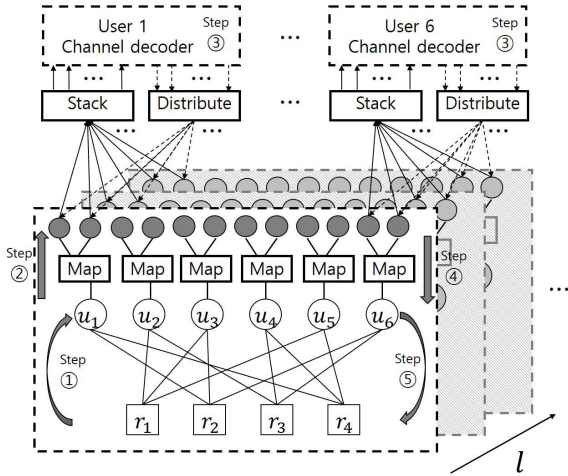 User 1 Step
Channel decoder ③
...
User 6 Step
Channel decoder ③
... ... ... ...
Stack Distribute ... Stack Distribute
... ... ... ...
Step
②
Map Map Map Map Map Map
Step
④
u₁ u₂ u₃ u₄ u₅ u₆
...
Step
①
Step
⑤
r₁ r₂ r₃ r₄
l